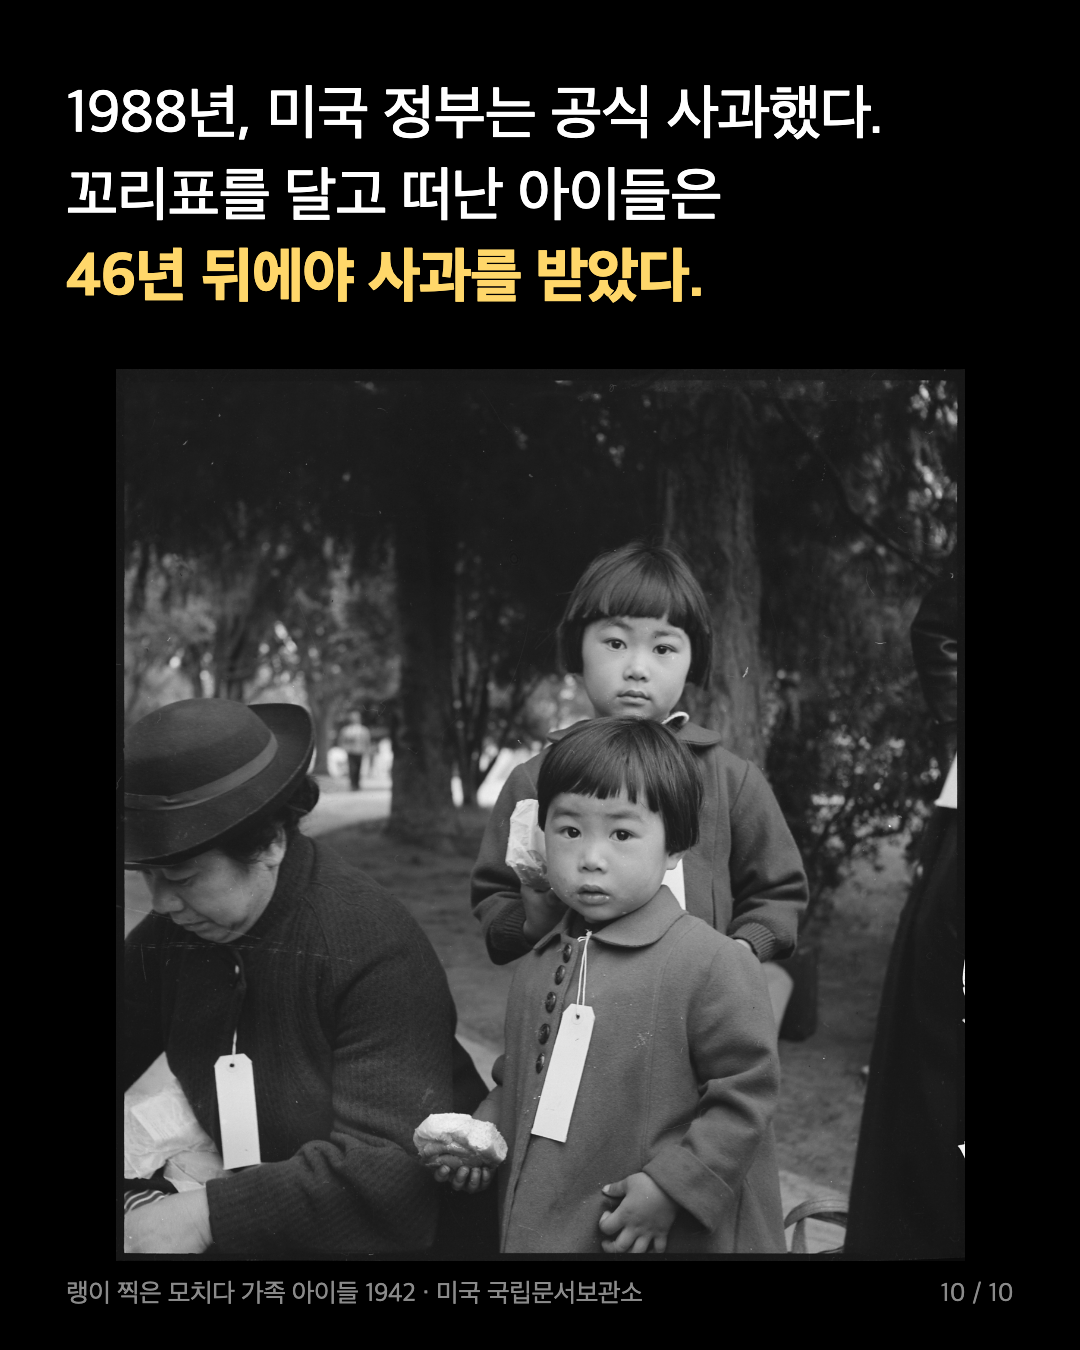 1988년, 미국 정부는 공식 사과했다.
꼬리표를 달고 떠난 아이들은
46년 뒤에야 사과를 받았다.
랭이 찍은 모치다 가족 아이들 1942 · 미국 국립문서보관소
10 / 10